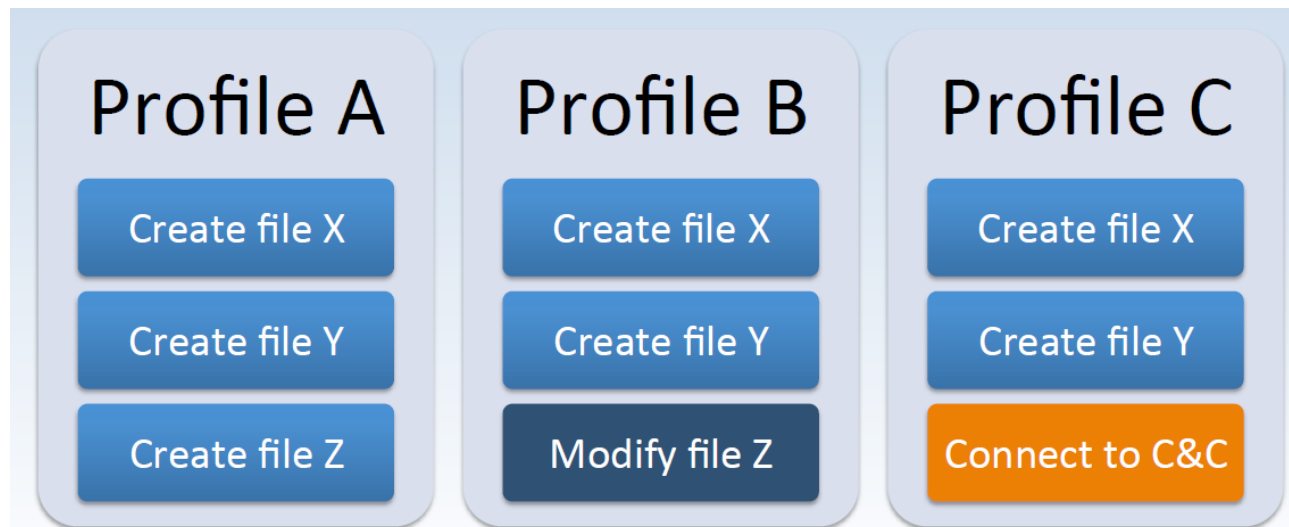 Profile A
Create file X
Create file Y
Create file Z
Profile B
Create file X
Create file Y
Modify file Z
Profile C
Create file X
Create file Y
Connect to C&C